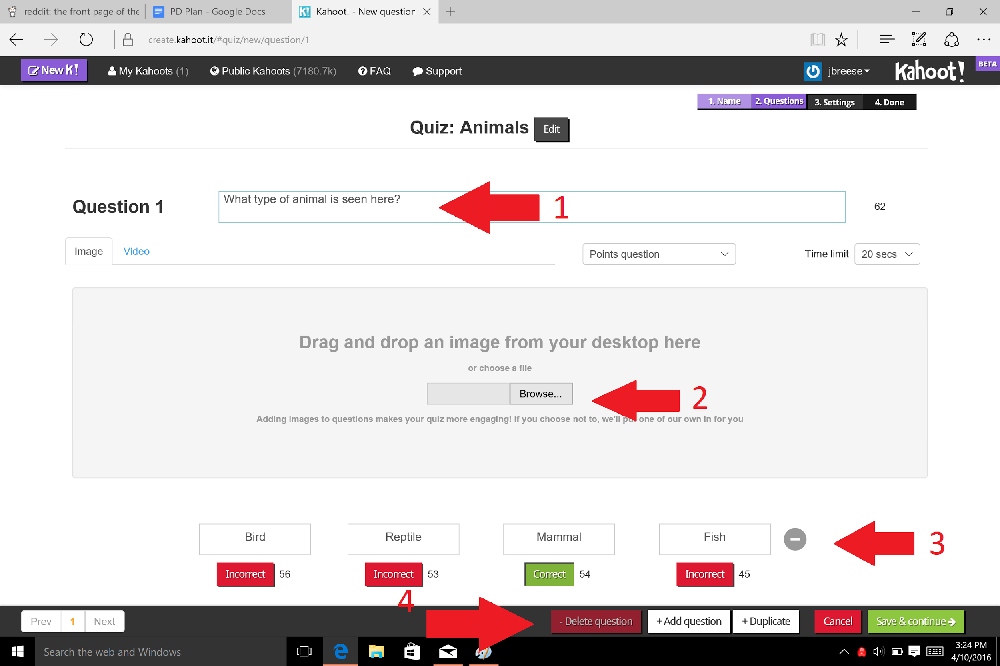 reddit: the front page of the
PD Plan - Google Docs
Kahoot! - New question
create.kahoot.it/#quiz/new/question/1
New K!
My Kahoots (1)
Public Kahoots (7180.7k)
FAQ
Support
jbreese
Kahoot!
BETA
1. Name
2. Questions
3. Settings
4. Done
Quiz: Animals
Edit
Question 1
What type of animal is seen here?
1
62
Image
Video
Points question
Time limit
20 secs
Drag and drop an image from your desktop here
or choose a file
Browse...
2
Adding images to questions makes your quiz more engaging! If you choose not to, we'll put one of our own in for you
Bird
Reptile
Mammal
Fish
3
Incorrect 56
Incorrect 53
Correct 54
Incorrect 45
4
Prev
1
Next
- Delete question
+ Add question
+ Duplicate
Cancel
Save & continue
Search the web and Windows
3:24 PM
4/10/2016